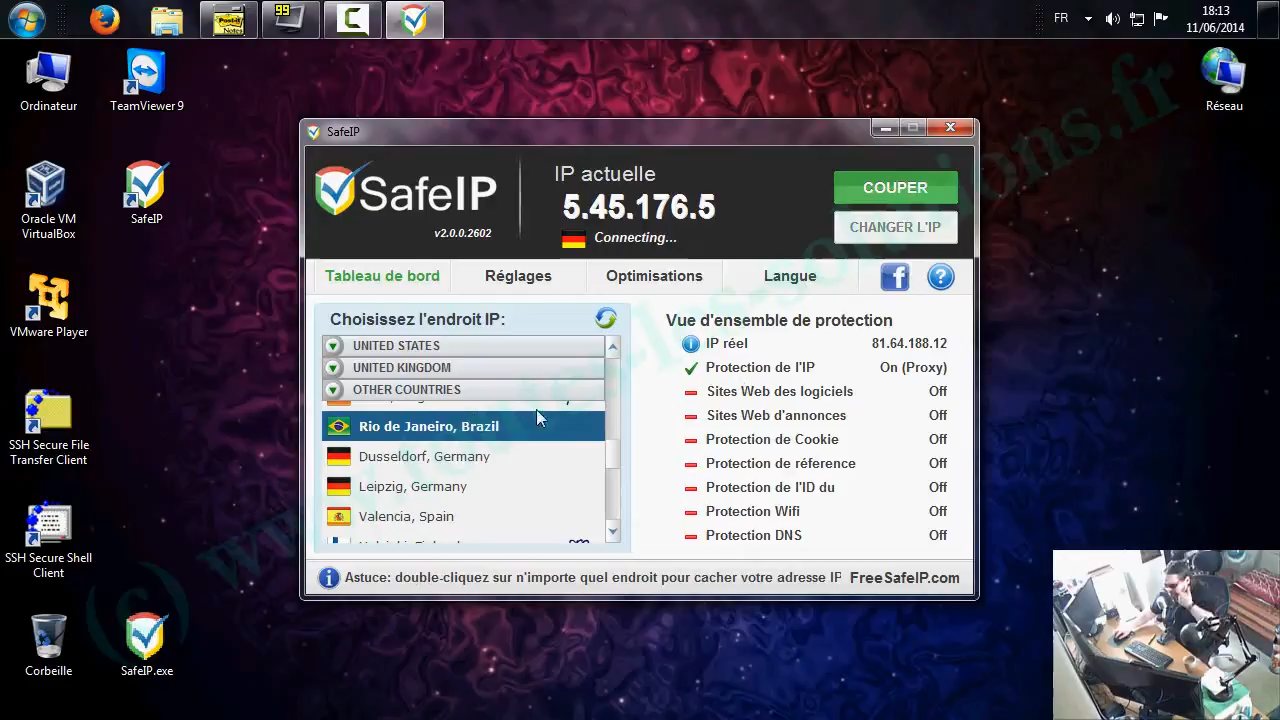 FR
18:13
11/06/2014
99
Post-it
Notes
Ordinateur
TeamViewer 9
Réseau
Oracle VM
VirtualBox
SafeIP
VMware Player
SSH Secure File
Transfer Client
SSH Secure Shell
Client
Corbeille
SafeIP.exe
SafeIP
SafeIP
v2.0.0.2602
IP actuelle
5.45.176.5
Connecting...
COUPER
CHANGER L'IP
Tableau de bord
Réglages
Optimisations
Langue
Choisissez l'endroit IP:
UNITED STATES
UNITED KINGDOM
OTHER COUNTRIES
Rio de Janeiro, Brazil
Dusseldorf, Germany
Leipzig, Germany
Valencia, Spain
Vue d'ensemble de protection
IP réel 81.64.188.12
Protection de l'IP On (Proxy)
Sites Web des logiciels Off
Sites Web d'annonces Off
Protection de Cookie Off
Protection de réference Off
Protection de l'ID du Off
Protection Wifi Off
Protection DNS Off
Astuce: double-cliquez sur n'importe quel endroit pour cacher votre adresse IP
FreeSafeIP.com